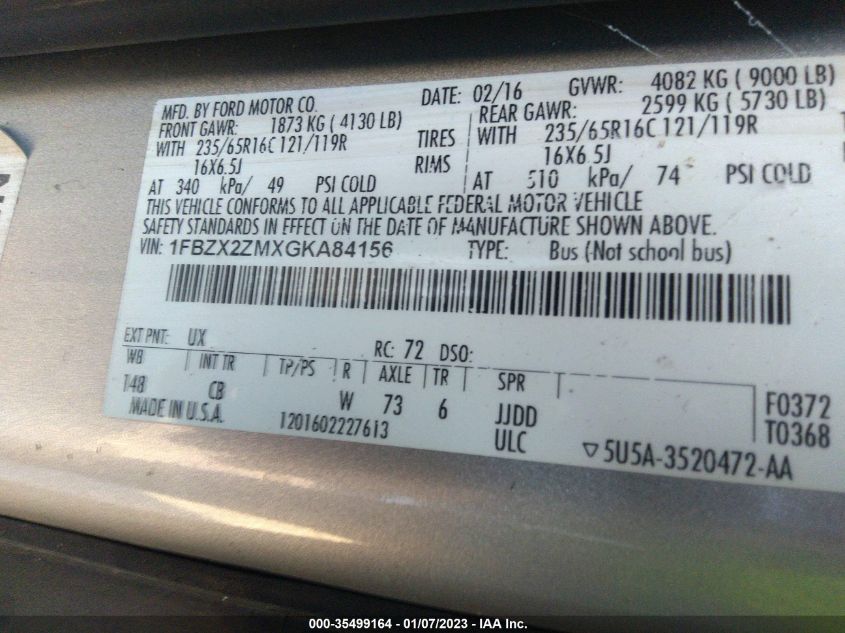 MFD. BY FORD MOTOR CO.
DATE: 02/16
GVWR: 4082 KG ( 9000 LB)
FRONT GAWR: 1873 KG ( 4130 LB)
REAR GAWR: 2599 KG ( 5730 LB)
WITH 235/65R16C 121/119R TIRES WITH 235/65R16C 121/119R
16X6.5J RIMS 16X6.5J
AT 340 kPa/ 49 PSI COLD AT 510 kPa/ 74 PSI COLD
THIS VEHICLE CONFORMS TO ALL APPLICABLE FEDERAL MOTOR VEHICLE
SAFETY STANDARDS IN EFFECT ON THE DATE OF MANUFACTURE SHOWN ABOVE.
VIN: 1FBZX2ZMXGKA84156 TYPE: Bus (Not school bus)
EXT PNT: UX RC: 72 DSO:
WB INT TR TP/PS R AXLE TR SPR
148 CB W 73 6 JJDD F0372
MADE IN U.S.A. 1201602227613 ULC T0368
▽5U5A-3520472-AA
000-35499164 - 01/07/2023 - IAA Inc.